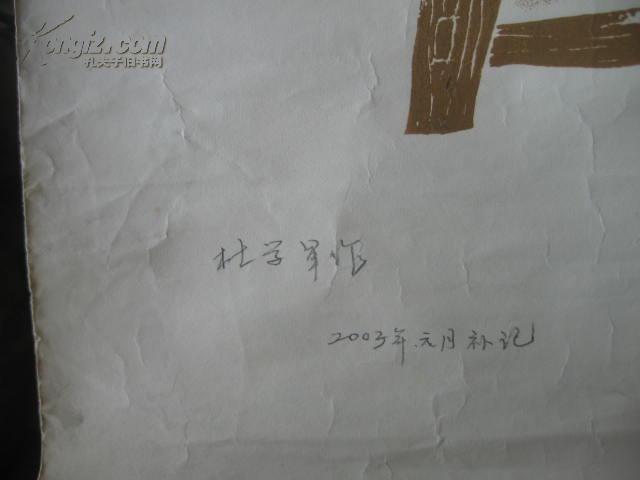 Kongfz.com
孔夫子旧书网
杜学军作
2003年元月补记